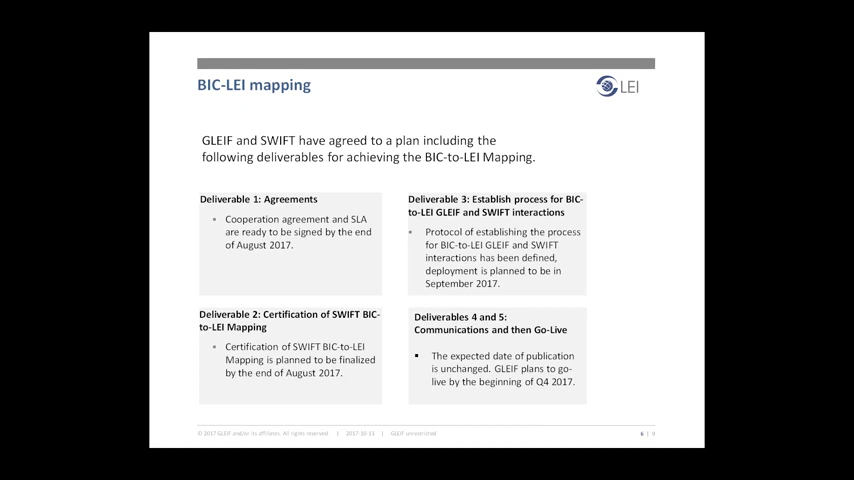 BIC-LEI mapping
LEI
GLEIF and SWIFT have agreed to a plan including the
following deliverables for achieving the BIC-to-LEI Mapping.
Deliverable 1: Agreements
▪ Cooperation agreement and SLA
are ready to be signed by the end
of August 2017.
Deliverable 3: Establish process for BIC-
to-LEI GLEIF and SWIFT interactions
▪ Protocol of establishing the process
for BIC-to-LEI GLEIF and SWIFT
interactions has been defined,
deployment is planned to be in
September 2017.
Deliverable 2: Certification of SWIFT BIC-
to-LEI Mapping
▪ Certification of SWIFT BIC-to-LEI
Mapping is planned to be finalized
by the end of August 2017.
Deliverables 4 and 5:
Communications and then Go-Live
▪ The expected date of publication
is unchanged. GLEIF plans to go-
live by the beginning of Q4 2017.
© 2017 GLEIF and/or its affiliates. All rights reserved | 2017-10-11 | GLEIF unrestricted
6 | 9